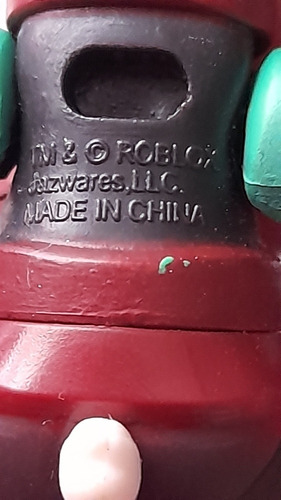 TM & © ROBLOX
Jazwares, LLC.
MADE IN CHINA